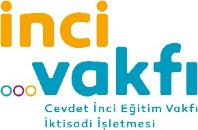 inci
vakfı
Cevdet İnci Eğitim Vakfı
İktisadi İşletmesi